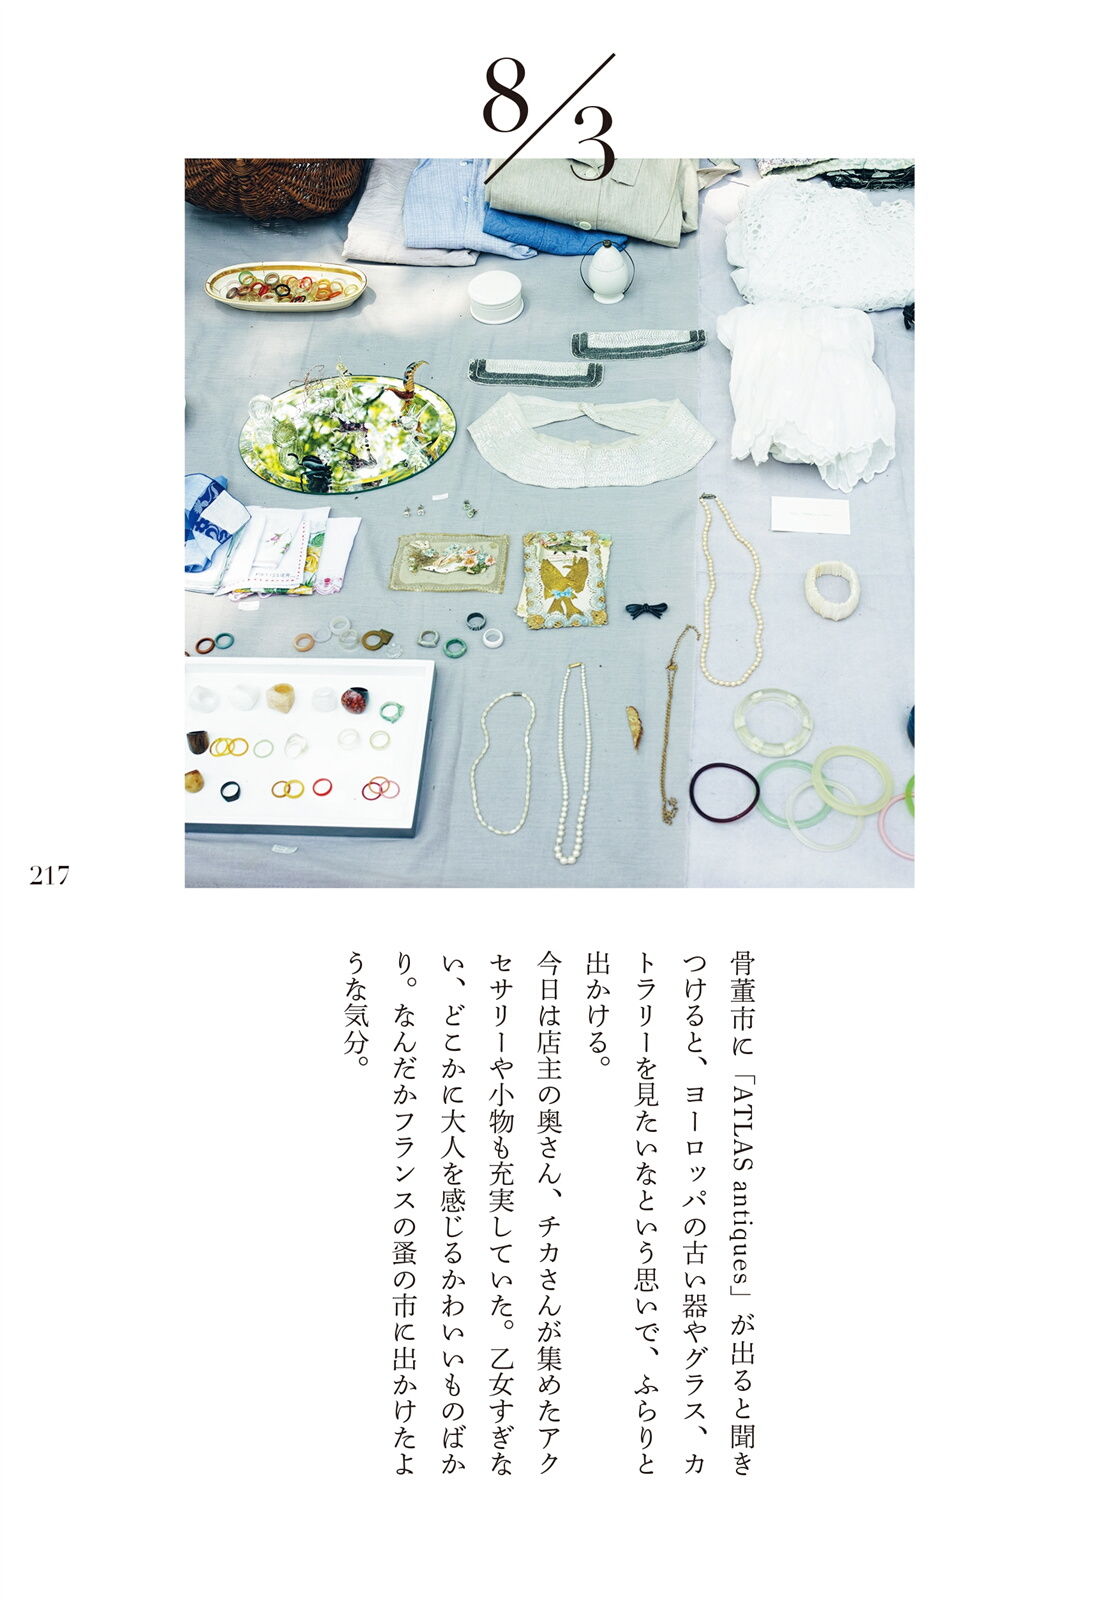 8/3
217
骨董市に「ATLAS antiques」が出ると聞き
つけると、ヨーロッパの古い器やグラス、カ
トラリーを見たいなという思いで、ふらりと
出かける。
今日は店主の奥さん、チカさんが集めたアク
セサリーや小物も充実していた。乙女すぎな
い、どこかに大人を感じるかわいいものばか
り。なんだかフランスの蚤の市に出かけたよ
うな気分。